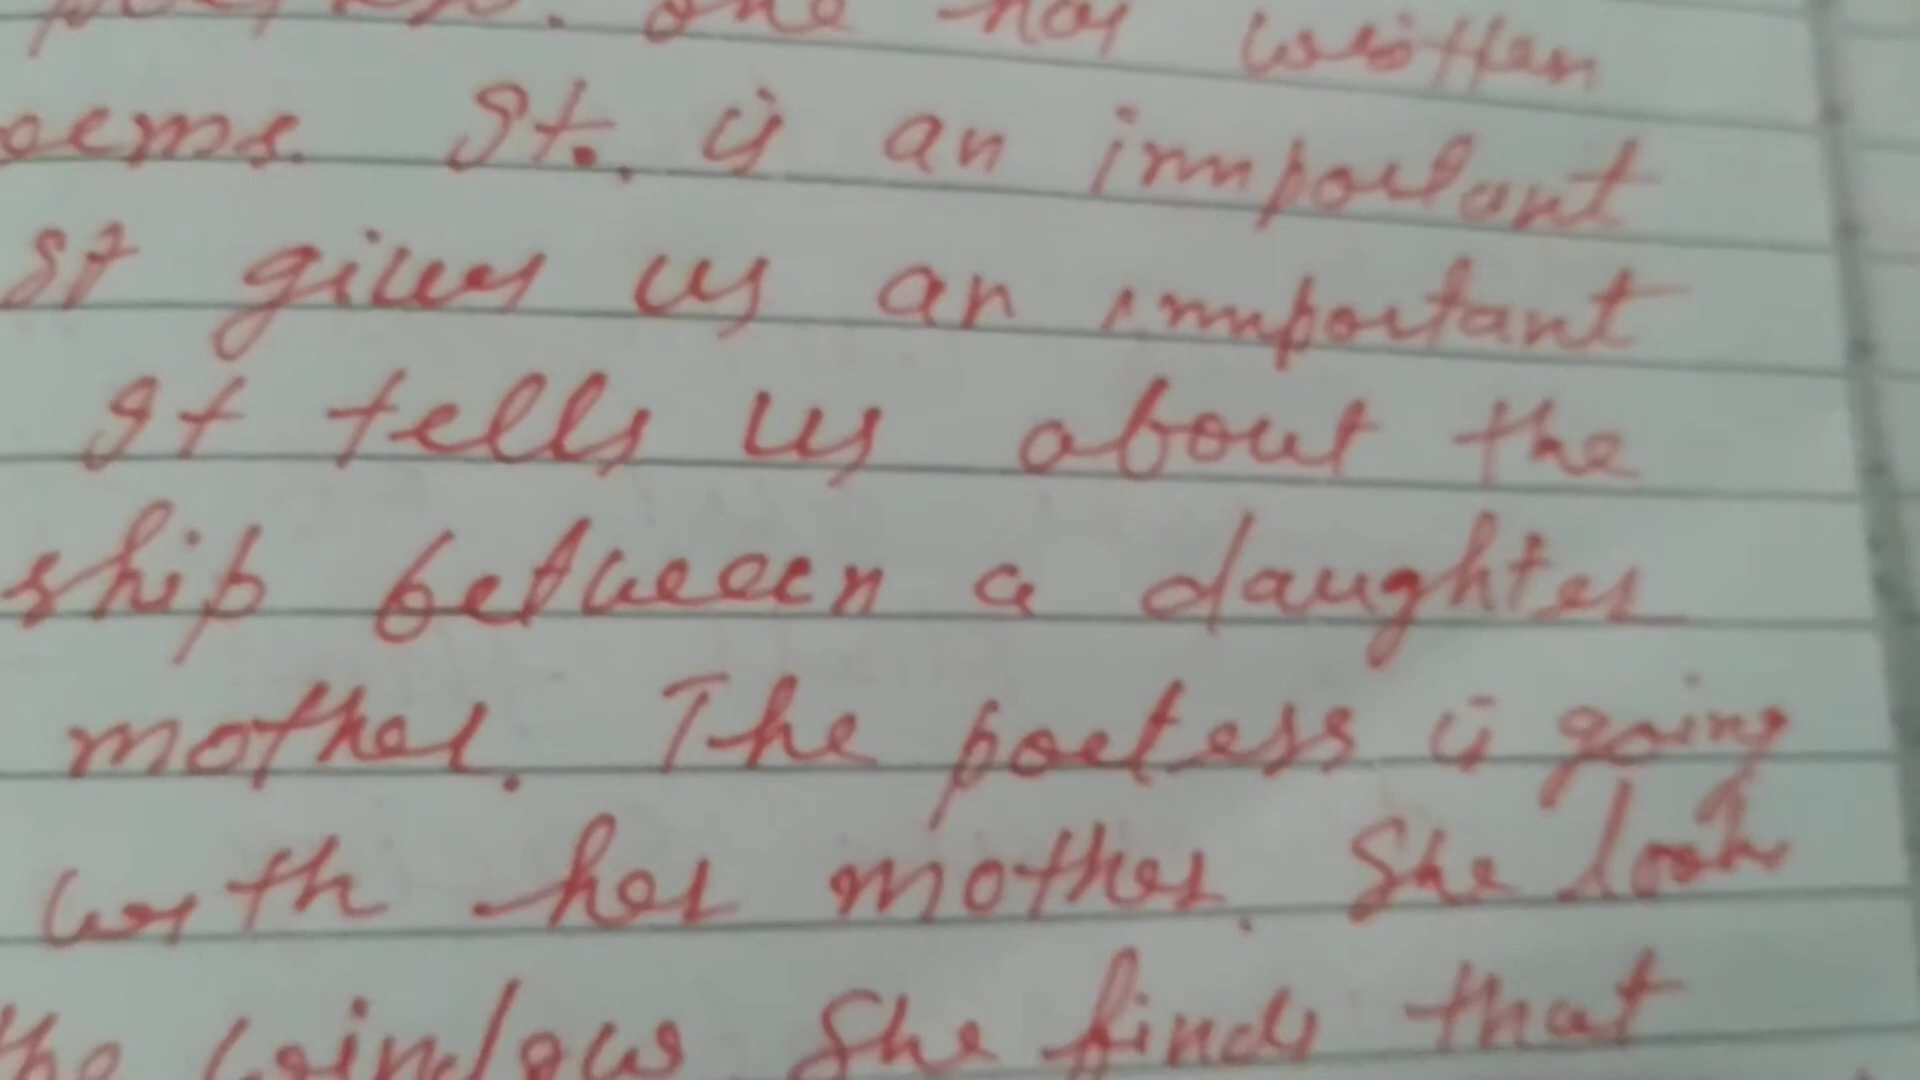 one has written
oems. It. is an important
It gives us an important
It tells us about the
ship between a daughter
mother. The poetess is going
with her mother. She look
the window She finds that